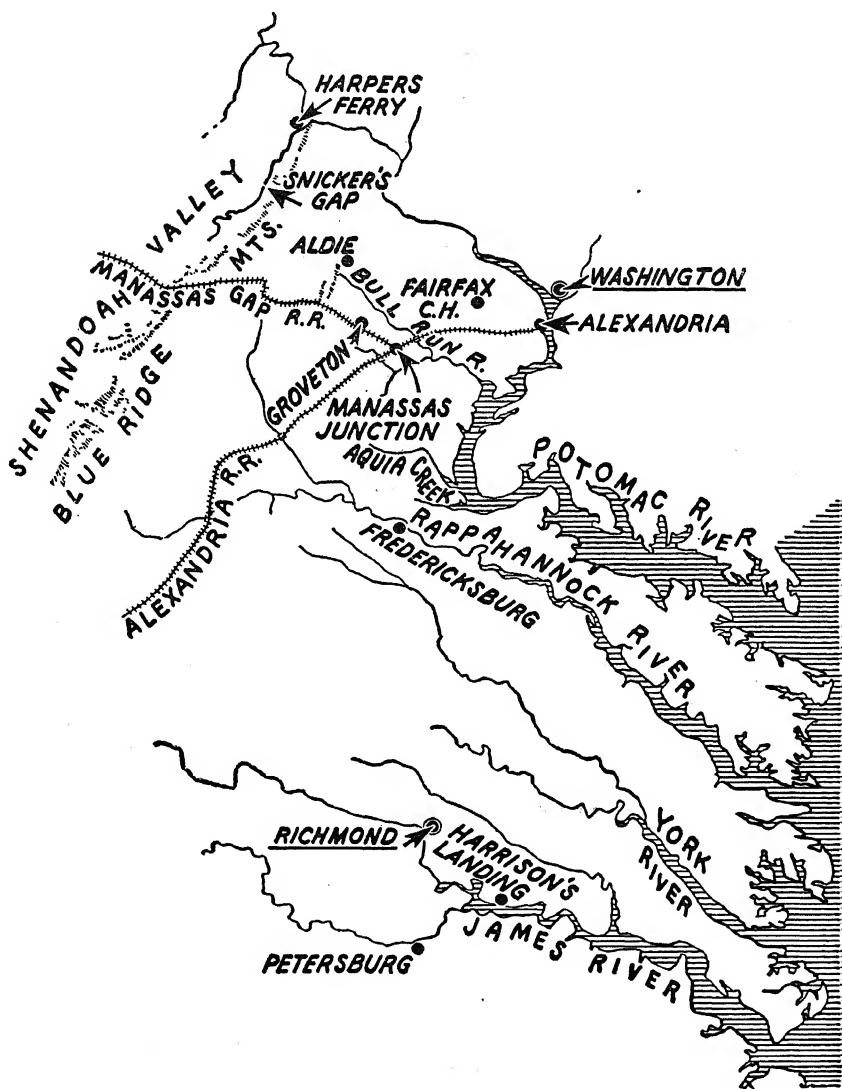 HARPERS
FERRY
SNICKER'S
GAP
SHENANDOAH VALLEY
BLUE RIDGE MTS.
ALDIE
MANASSAS GAP R.R.
BULL RUN R.
FAIRFAX
C.H.
WASHINGTON
ALEXANDRIA
GROVETON
MANASSAS
JUNCTION
AQUIA
CREEK
POTOMAC RIVER
ALEXANDRIA R.R.
RAPPAHANNOCK RIVER
FREDERICKSBURG
YORK
RIVER
RICHMOND
HARRISON'S
LANDING
JAMES RIVER
PETERSBURG